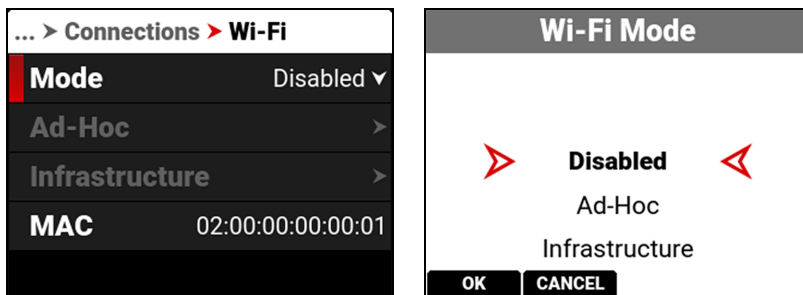 ... > Connections > Wi-Fi
Mode Disabled
Ad-Hoc >
Infrastructure >
MAC 02:00:00:00:00:01
Wi-Fi Mode
Disabled
Ad-Hoc
Infrastructure
OK CANCEL